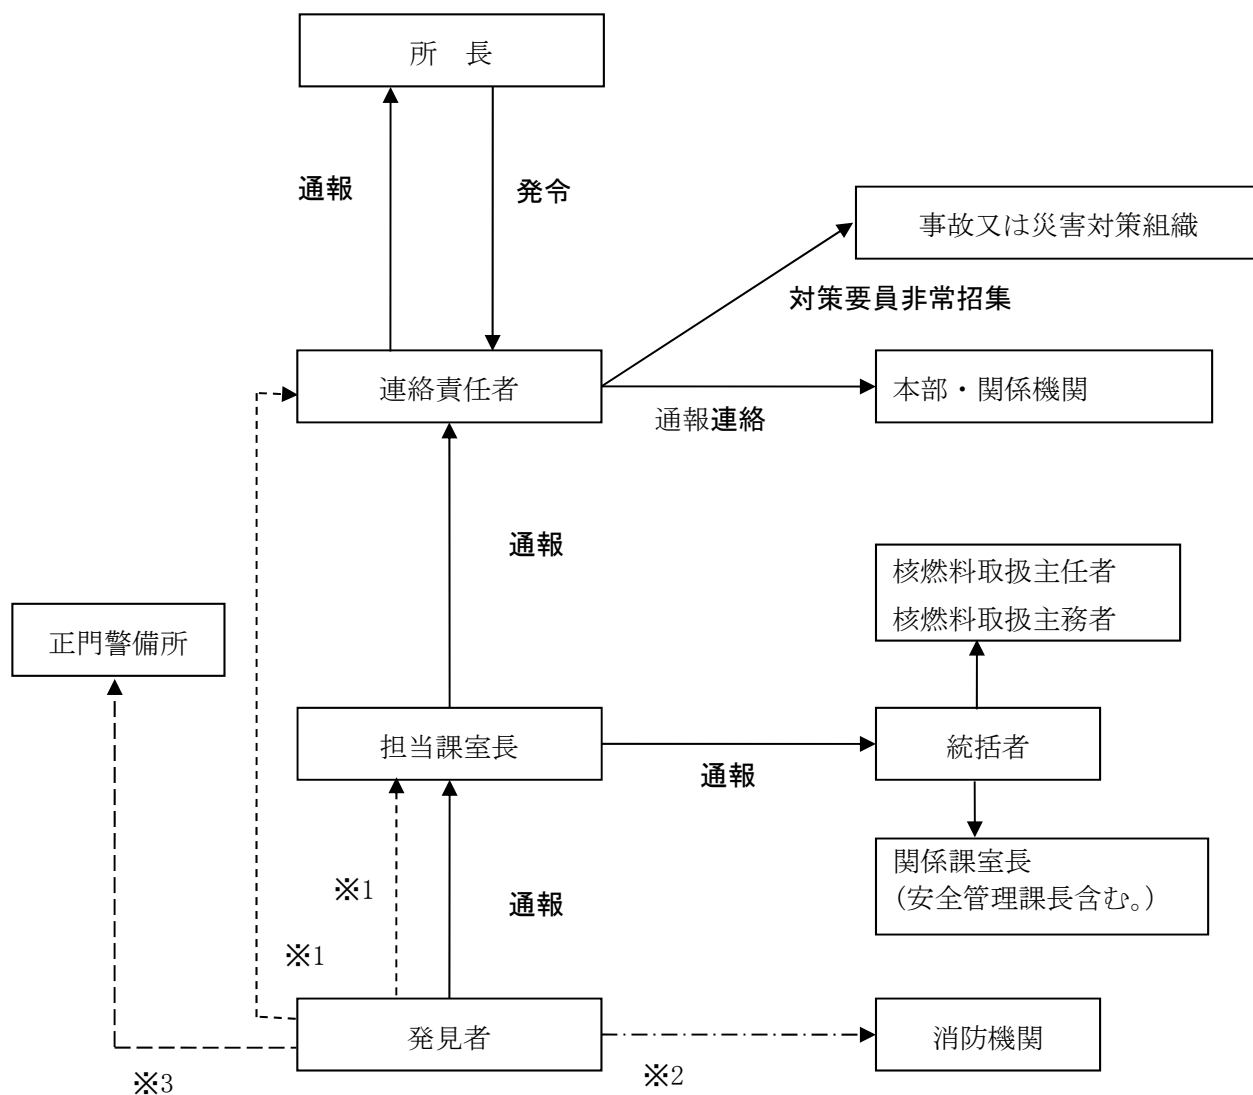 所　長
通報
発令
事故又は災害対策組織
対策要員非常招集
連絡責任者
本部・関係機関
通報連絡
通報
核燃料取扱主任者
核燃料取扱主務者
正門警備所
担当課室長
統括者
通報
関係課室長
（安全管理課長含む。）
※1
通報
※1
発見者
消防機関
※2
※3